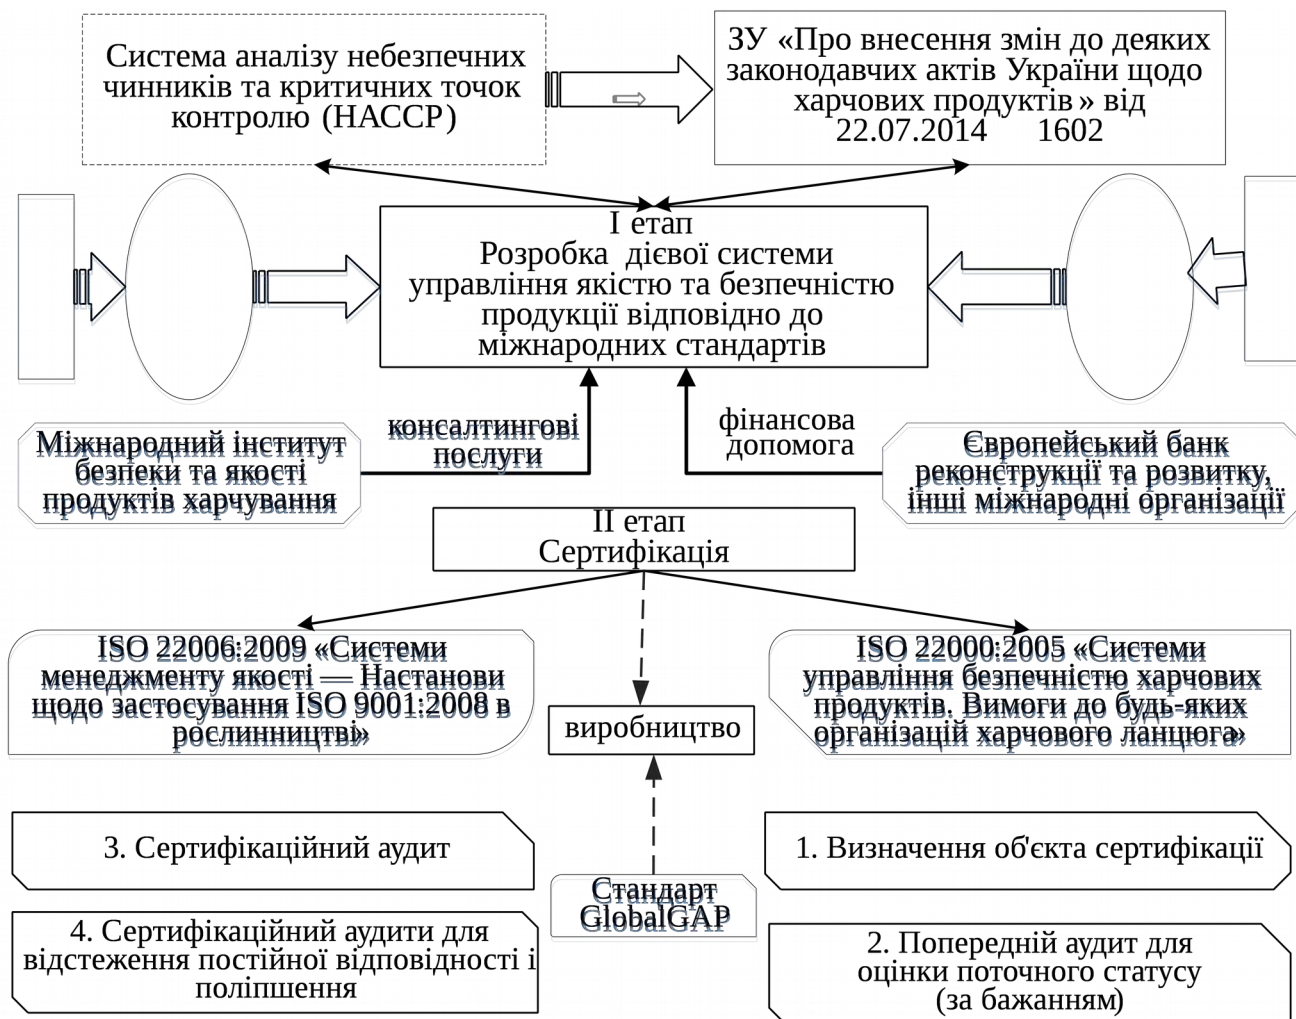 Система аналізу небезпечних
чинників та критичних точок
контролю (НАССР)
ЗУ «Про внесення змін до деяких
законодавчих актів України щодо
харчових продуктів» від
22.07.2014 1602
І етап
Розробка дієвої системи
управління якістю та безпечністю
продукції відповідно до
міжнародних стандартів
консалтингові
послуги
фінансова
допомога
Міжнародний інститут
безпеки та якості
продуктів харчування
Європейський банк
реконструкції та розвитку,
інші міжнародні організації
ІІ етап
Сертифікація
ISO 22006:2009 «Системи
менеджменту якості — Настанови
щодо застосування ISO 9001:2008 в
рослинництві»
виробництво
ISO 22000:2005 «Системи
управління безпечністю харчових
продуктів. Вимоги до будь-яких
організацій харчового ланцюга»
3. Сертифікаційний аудит
1. Визначення об'єкта сертифікації
Стандарт
GlobalGAP
4. Сертифікаційний аудити для
відстеження постійної відповідності і
поліпшення
2. Попередній аудит для
оцінки поточного статусу
(за бажанням)